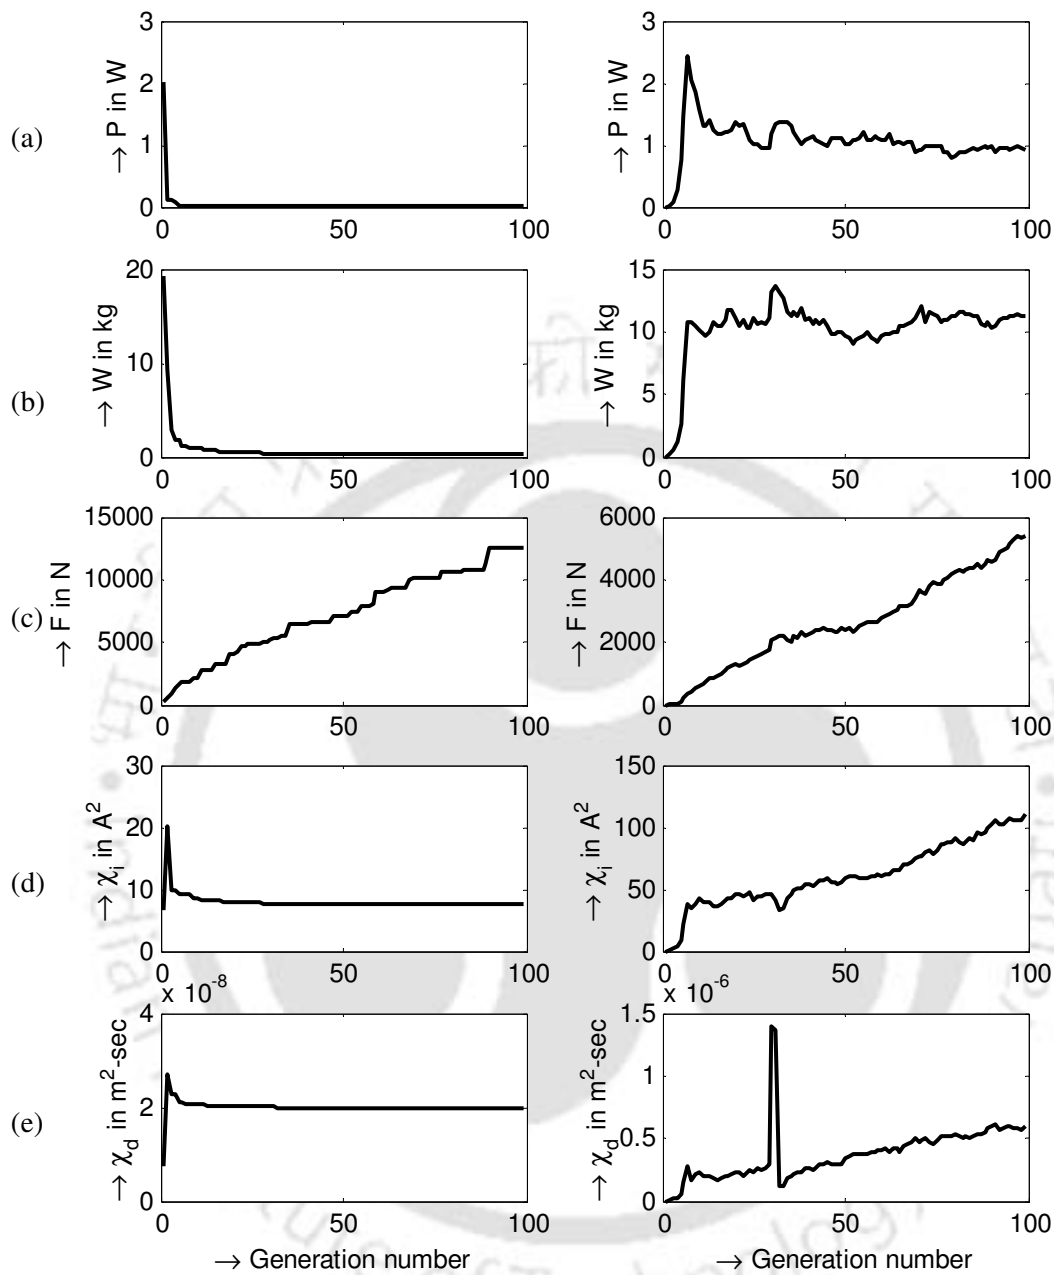 (a)
→ P in W
3
2
1
0
0 50 100
→ P in W
3
2
1
0
0 50 100
(b)
→ W in kg
20
10
0
0 50 100
→ W in kg
15
10
5
0
0 50 100
(c)
→ F in N
15000
10000
5000
0
0 50 100
→ F in N
6000
4000
2000
0
0 50 100
(d)
→ χi in A²
30
20
10
0
0 50 100
→ χi in A²
150
100
50
0
0 50 100
(e)
x 10⁻⁸
→ χd in m²-sec
4
2
0
0 50 100
→ Generation number
x 10⁻⁶
→ χd in m²-sec
1.5
1
0.5
0
0 50 100
→ Generation number